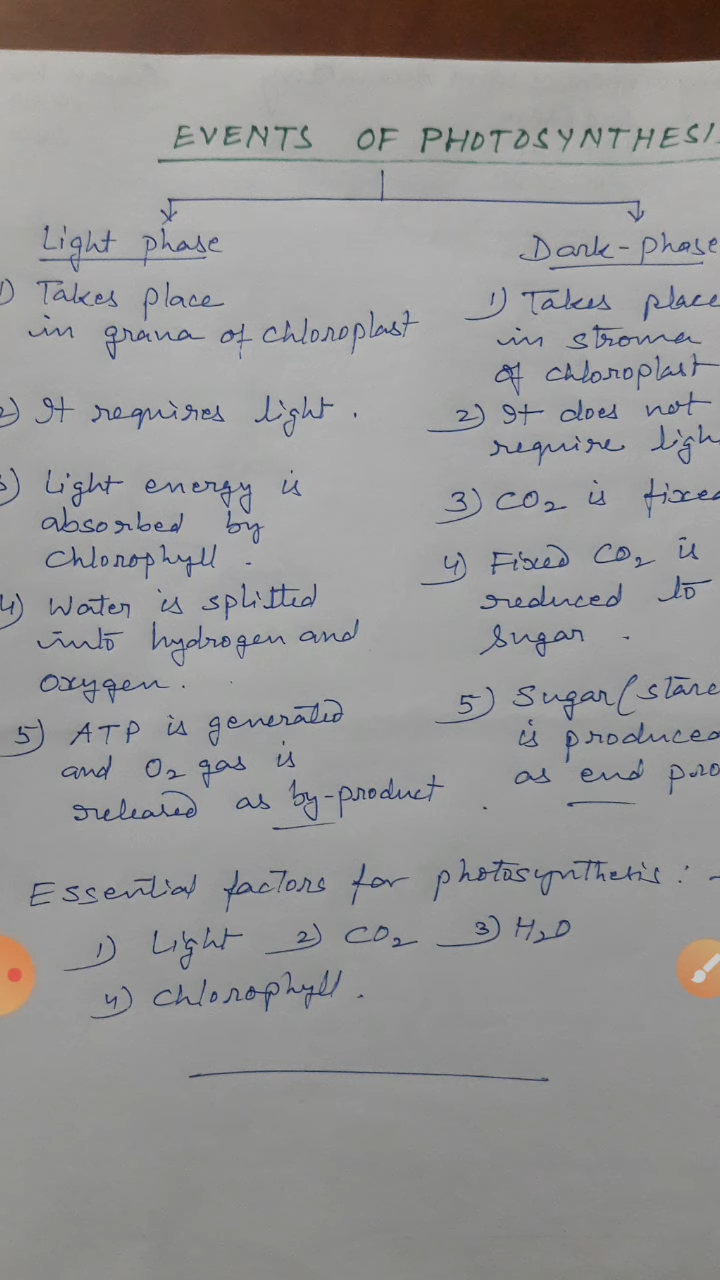 EVENTS OF PHOTOSYNTHESI
Light phase
1) Takes place
in grana of chloroplast
2) It requires light.
3) Light energy is
absorbed by
chlorophyll.
4) Water is splitted
into hydrogen and
oxygen.
5) ATP is generated
and O2 gas is
released as by-product
Dark-phase
1) Takes place
in stroma
of chloroplast
2) It does not
require ligh
3) CO2 is fixed
4) Fixed CO2 is
reduced to
sugar.
5) Sugar (starc
is produced
as end pro
Essential factors for photosynthesis: -
1) Light 2) CO2 3) H2O
4) chlorophyll.